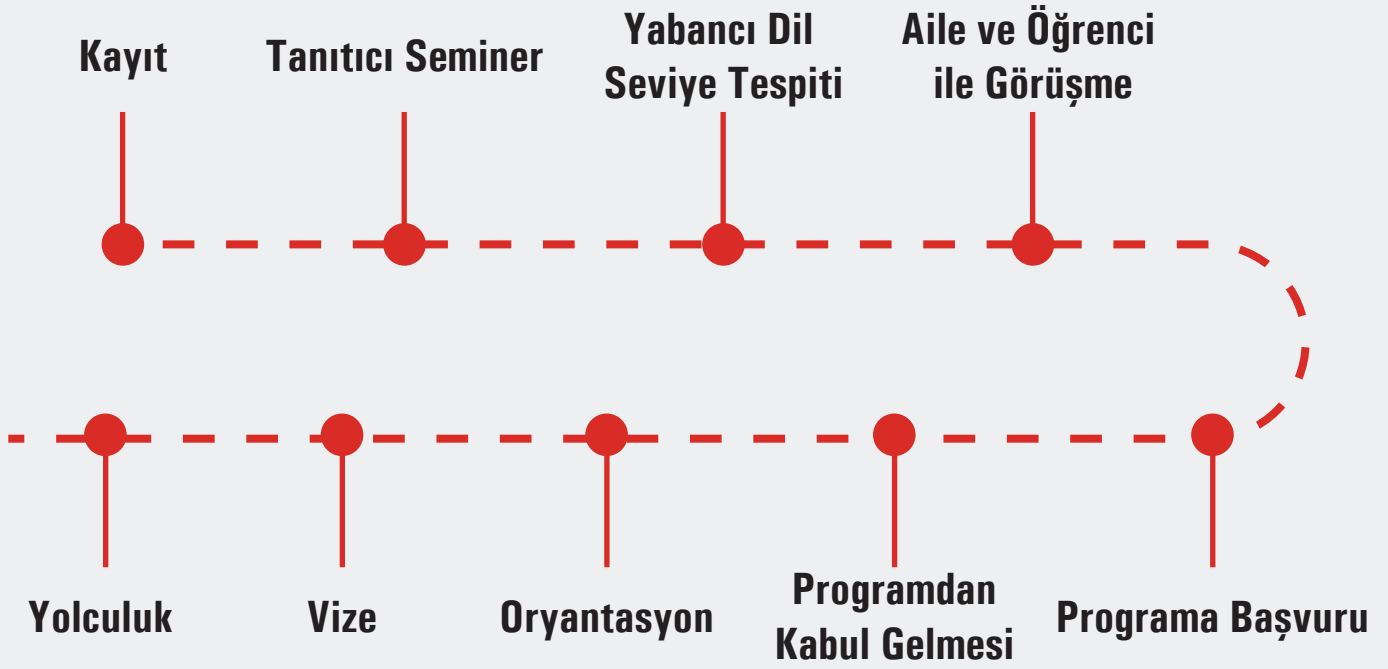 Kayıt
Tanıtıcı Seminer
Yabancı Dil
Seviye Tespiti
Aile ve Öğrenci
ile Görüşme
Programa Başvuru
Programdan
Kabul Gelmesi
Oryantasyon
Vize
Yolculuk